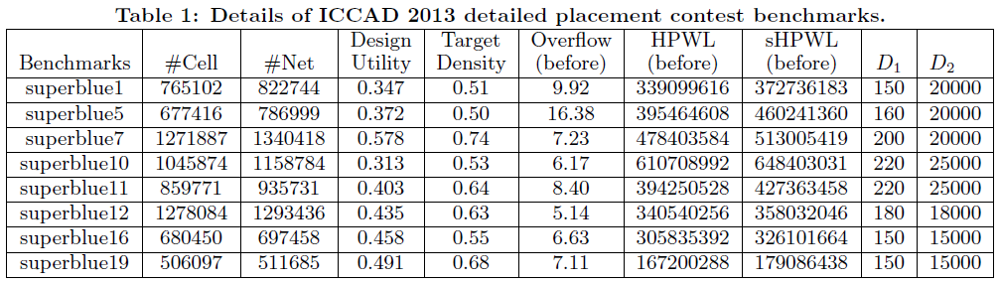 Table 1: Details of ICCAD 2013 detailed placement contest benchmarks.
Design Target Overflow HPWL sHPWL
Benchmarks #Cell #Net Utility Density (before) (before) (before) D1 D2
superblue1 765102 822744 0.347 0.51 9.92 339099616 372736183 150 20000
superblue5 677416 786999 0.372 0.50 16.38 395464608 460241360 160 20000
superblue7 1271887 1340418 0.578 0.74 7.23 478403584 513005419 200 20000
superblue10 1045874 1158784 0.313 0.53 6.17 610708992 648403031 220 25000
superblue11 859771 935731 0.403 0.64 8.40 394250528 427363458 220 25000
superblue12 1278084 1293436 0.435 0.63 5.14 340540256 358032046 180 18000
superblue16 680450 697458 0.458 0.55 6.63 305835392 326101664 150 15000
superblue19 506097 511685 0.491 0.68 7.11 167200288 179086438 150 15000